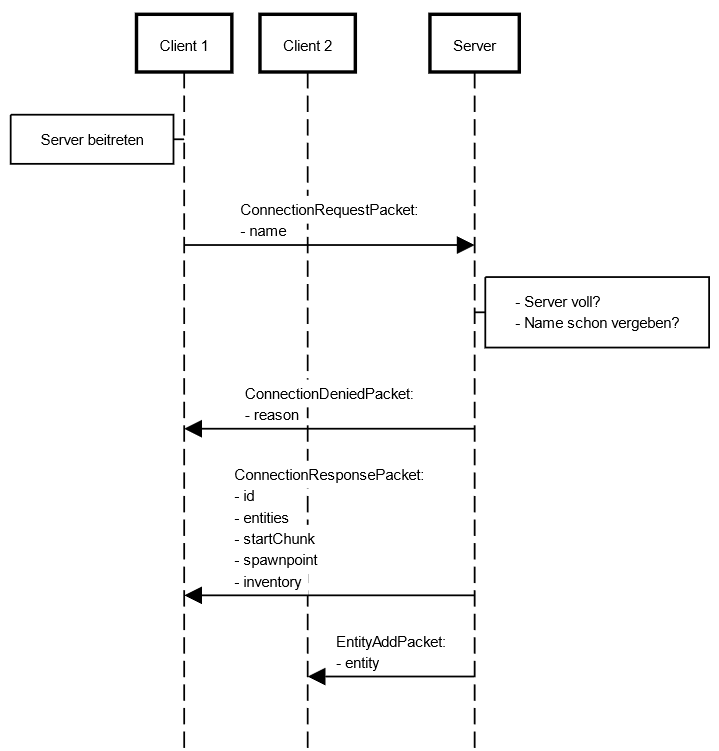 Client 1
Client 2
Server
Server beitreten
ConnectionRequestPacket:
- name
- Server voll?
- Name schon vergeben?
ConnectionDeniedPacket:
- reason
ConnectionResponsePacket:
- id
- entities
- startChunk
- spawnpoint
- inventory
EntityAddPacket:
- entity